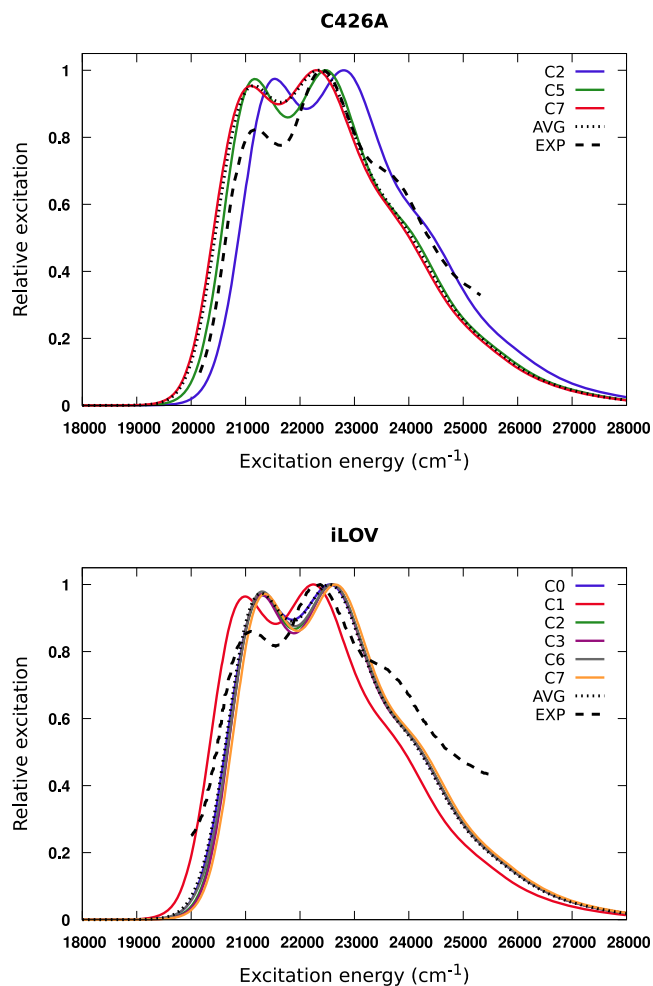 C426A
C2
C5
C7
AVG
EXP
Relative excitation
1
0.8
0.6
0.4
0.2
0
18000 19000 20000 21000 22000 23000 24000 25000 26000 27000 28000
Excitation energy (cm-1)
iLOV
C0
C1
C2
C3
C6
C7
AVG
EXP
Relative excitation
1
0.8
0.6
0.4
0.2
0
18000 19000 20000 21000 22000 23000 24000 25000 26000 27000 28000
Excitation energy (cm-1)